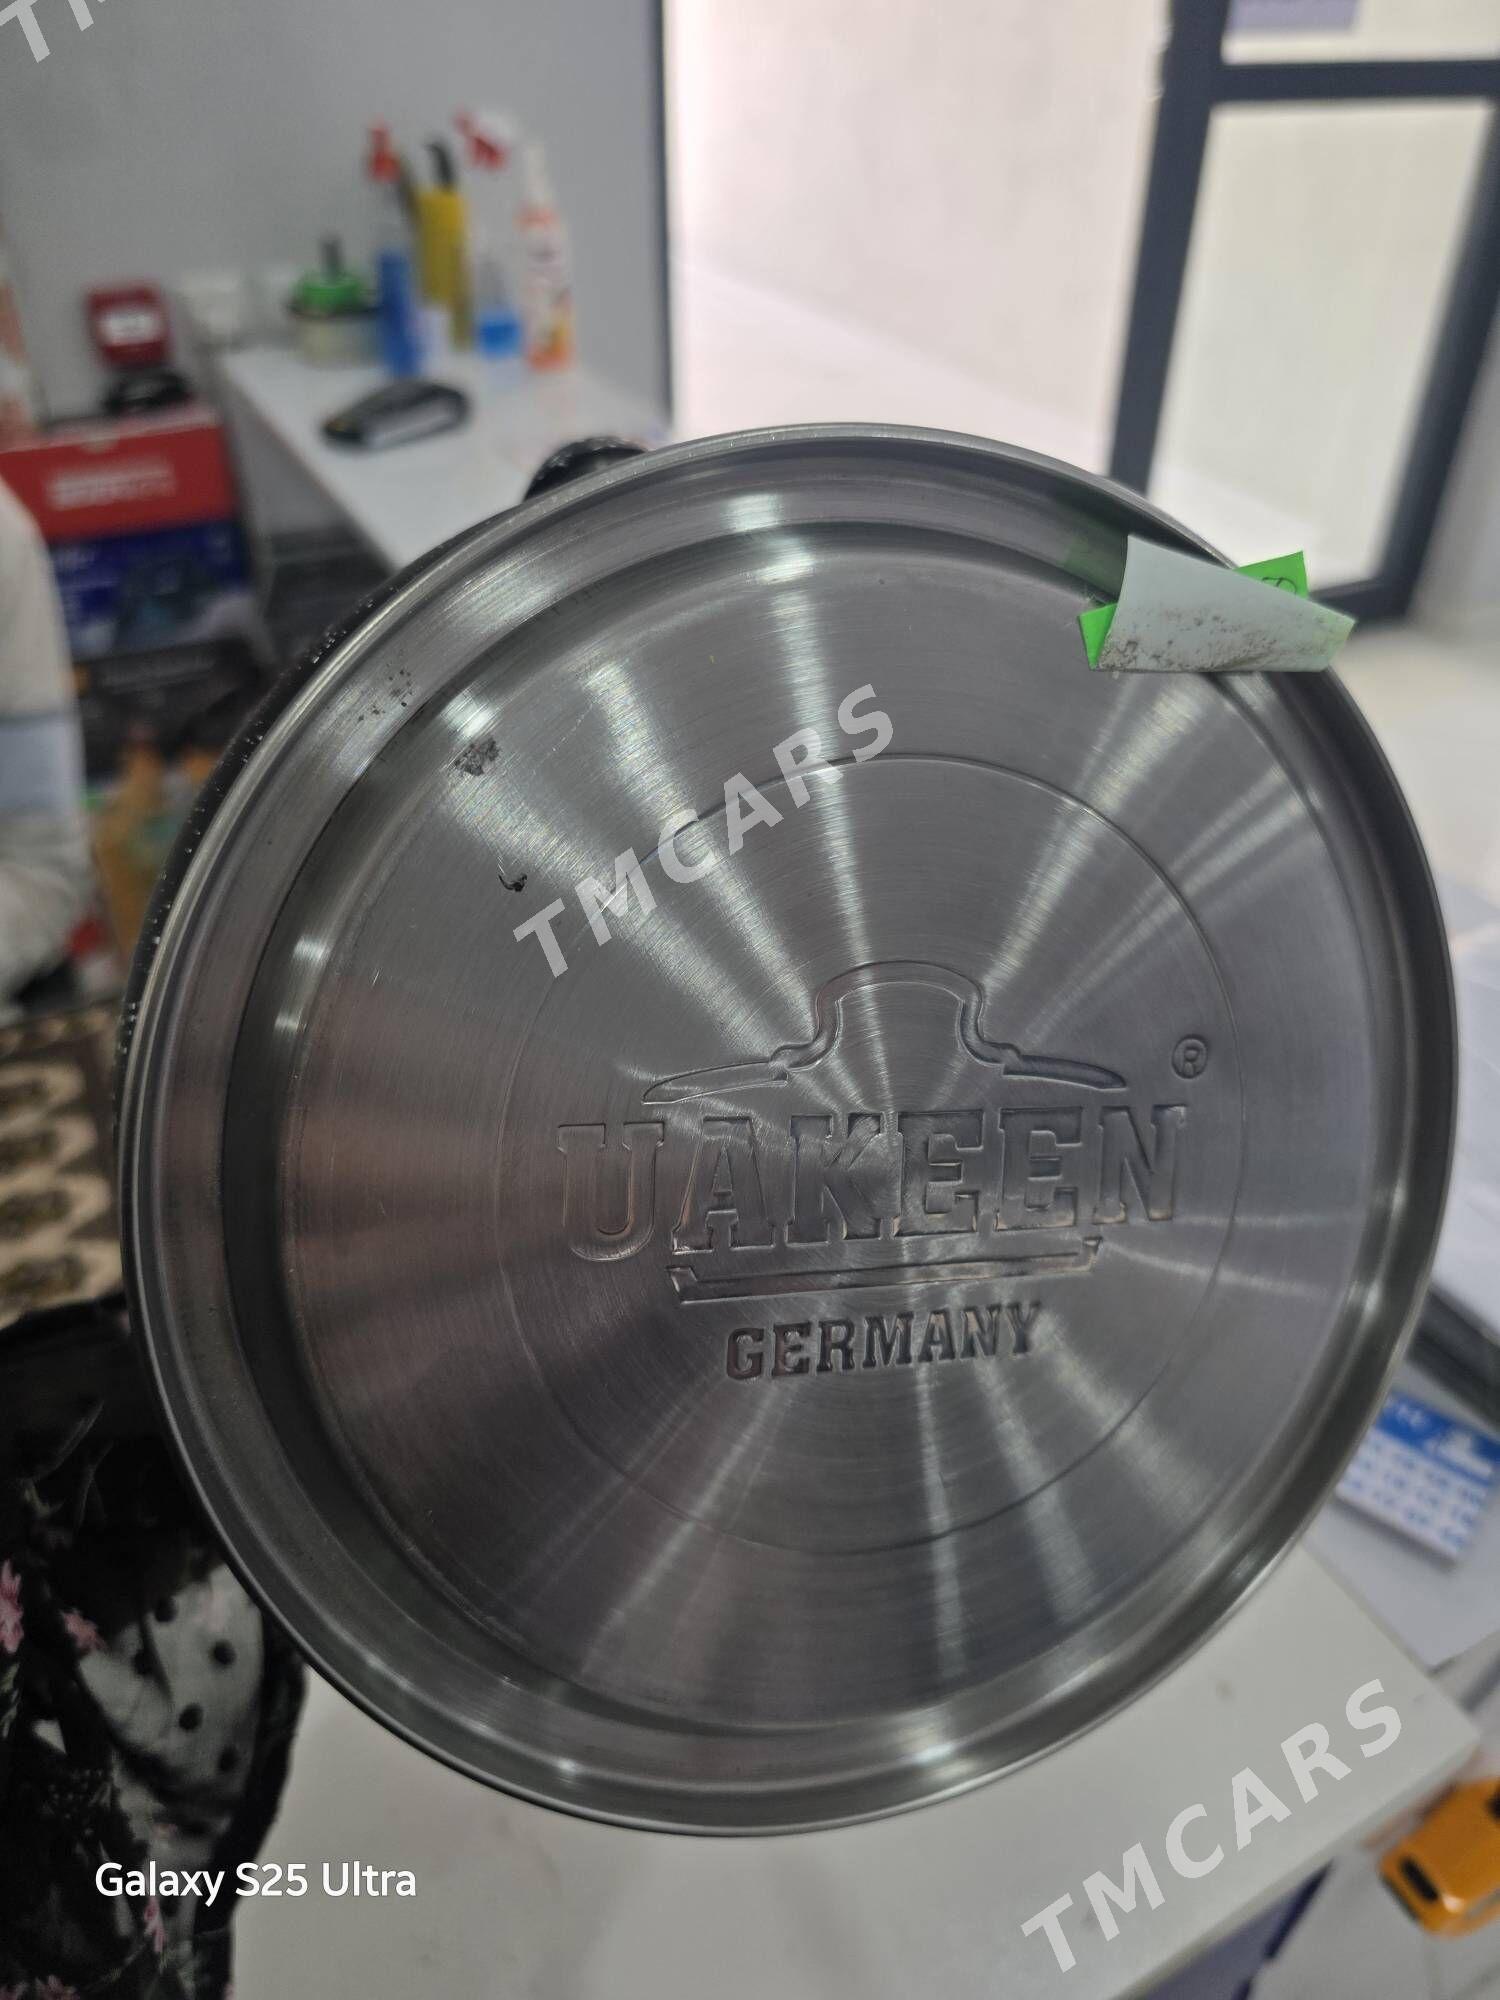 TMCARS
®
UAKEEN
GERMANY
Galaxy S25 Ultra
TMCARS